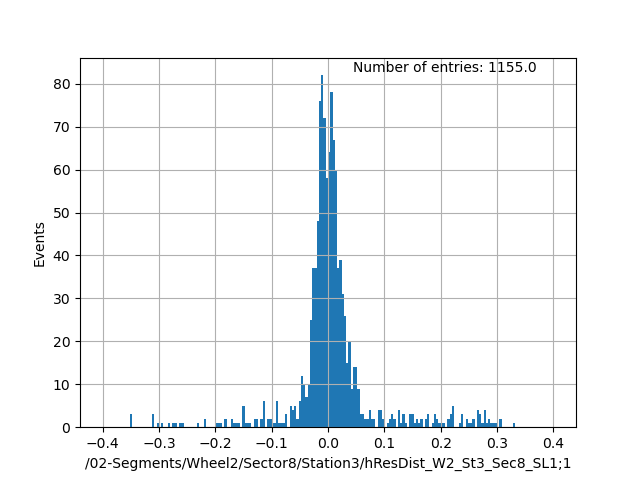 Number of entries: 1155.0
80
70
60
50
40
30
20
10
0
Events
−0.4 −0.3 −0.2 −0.1 0.0 0.1 0.2 0.3 0.4
/02-Segments/Wheel2/Sector8/Station3/hResDist_W2_St3_Sec8_SL1;1